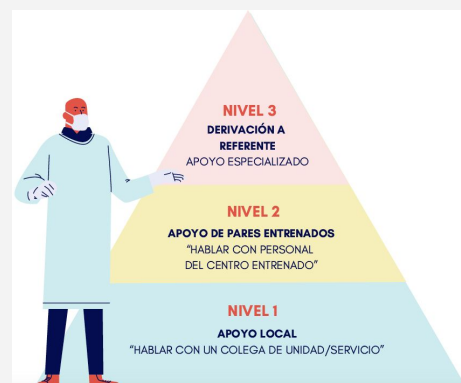 NIVEL 3
DERIVACIÓN A
REFERENTE
APOYO ESPECIALIZADO
NIVEL 2
APOYO DE PARES ENTRENADOS
“HABLAR CON PERSONAL
DEL CENTRO ENTRENADO”
NIVEL 1
APOYO LOCAL
“HABLAR CON UN COLEGA DE UNIDAD/SERVICIO”